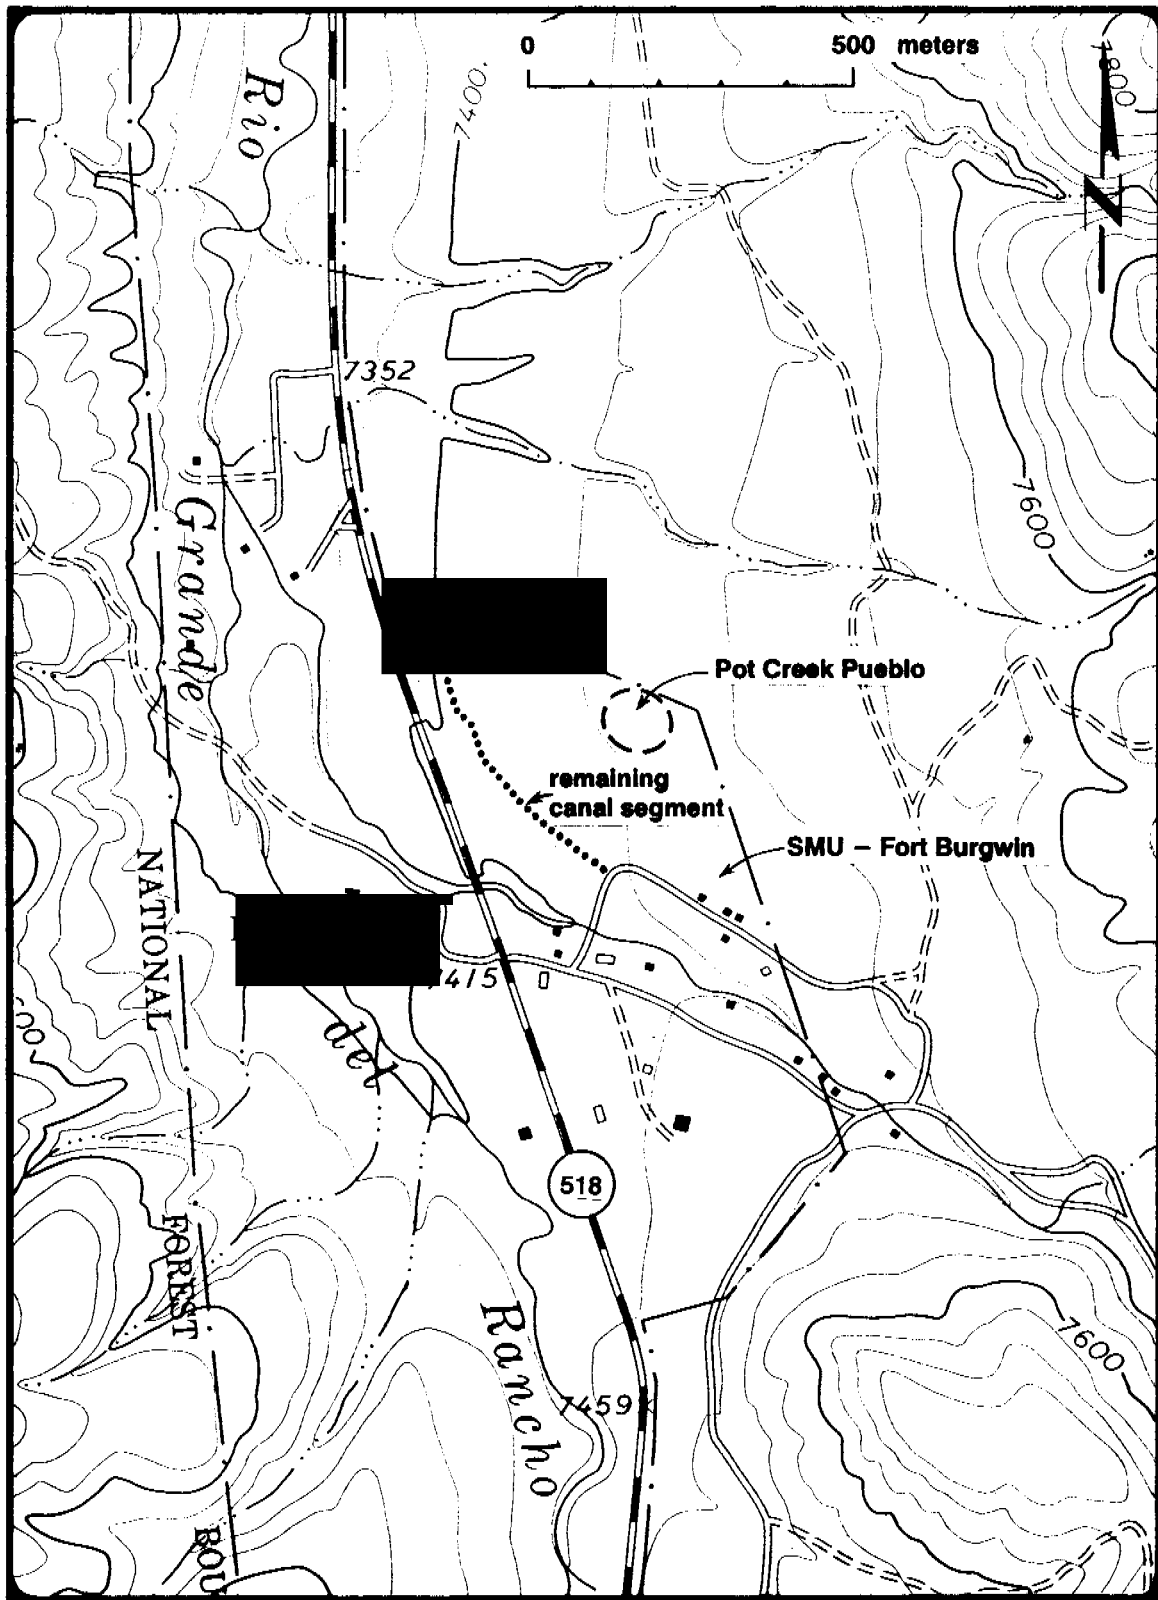 0 500 meters
7800
Rio
7400
N
7352
7600
Grande
Pot Creek Pueblo
remaining
canal segment
SMU – Fort Burgwin
NATIONAL
del
518
FOREST
7600
Rancho
7459
BOU